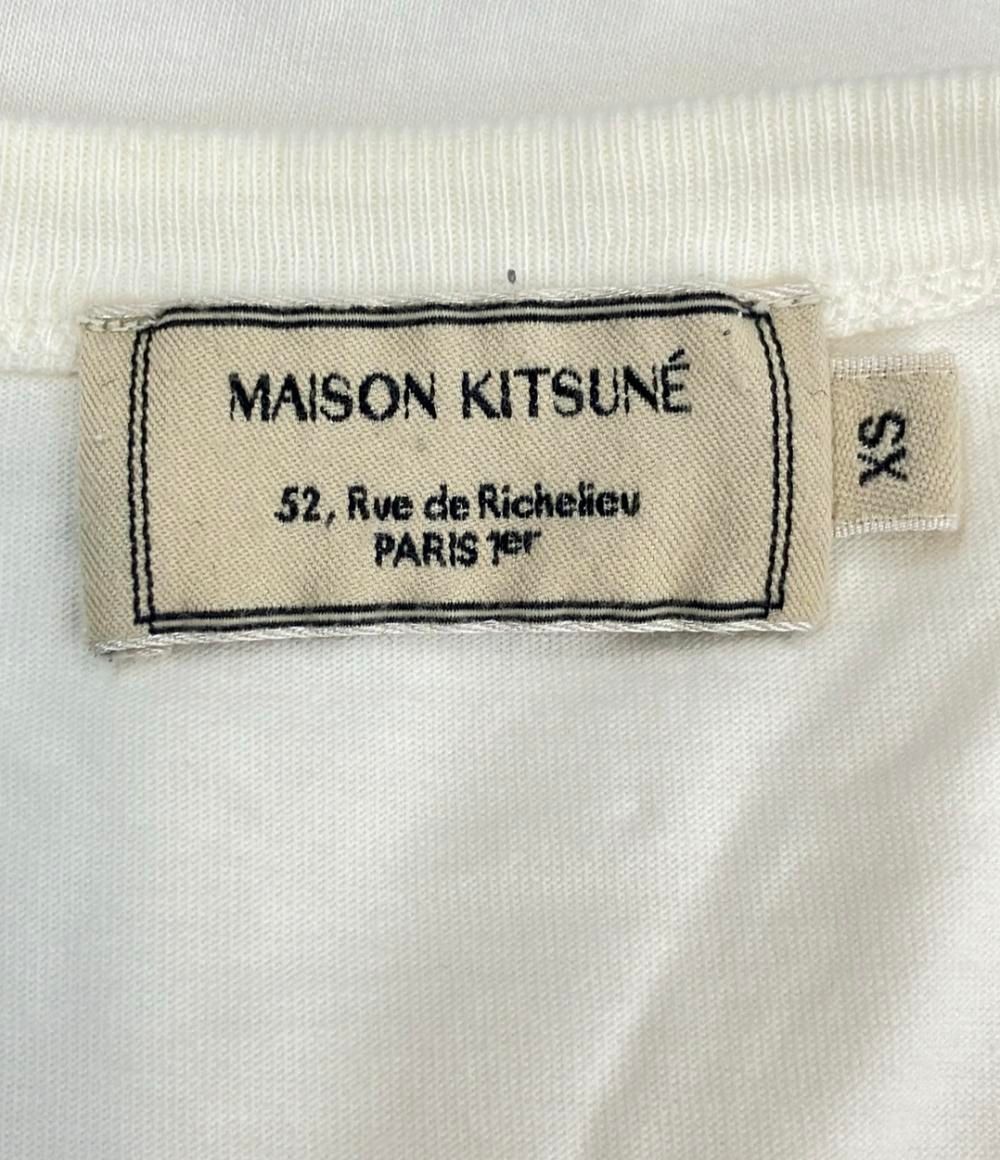 MAISON KITSUNÉ
52, Rue de Richelieu
PARIS 1er
XS